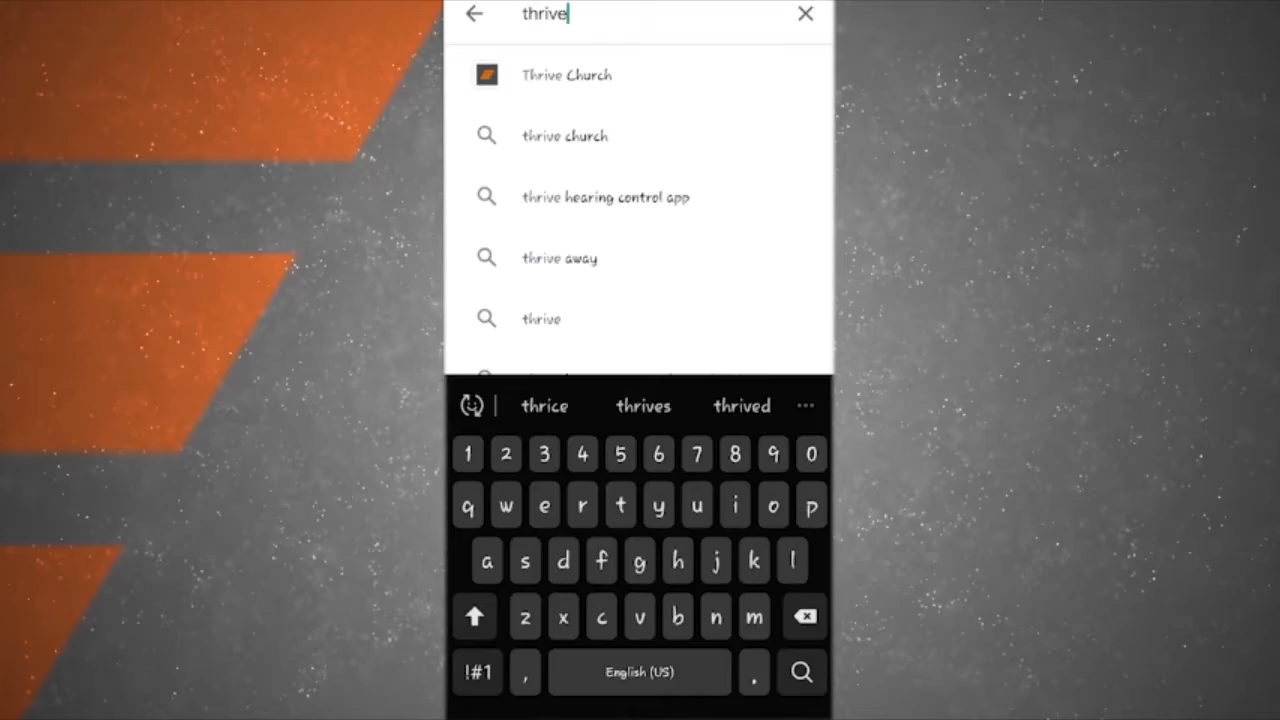 thrive
Thrive Church
thrive church
thrive hearing control app
thrive away
thrive
thrice thrives thrived
1 2 3 4 5 6 7 8 9 0
q w e r t y u i o p
a s d f g h j k l
z x c v b n m
!#1 , English (US) .